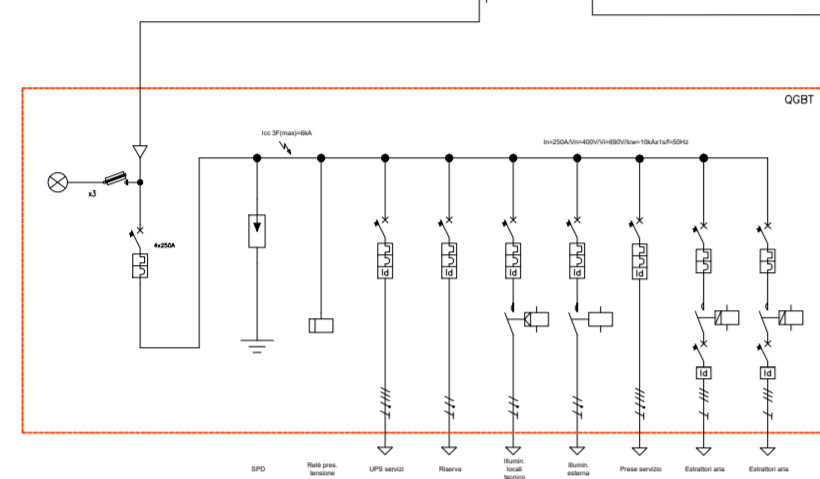 QGBT
Icc 3F(max)=6kA
In=250A/Vn=400V/Vi=690V/Icw=10kAx1s/f=50Hz
x3
4x250A
Id
Id
Id
Id
Id
Id
Id
SPD
Relè pres.
tensione
UPS servizi
Riserva
Illumin.
locali
tecnico
Illumin.
esterna
Prese servizio
Estrattori aria
Estrattori aria